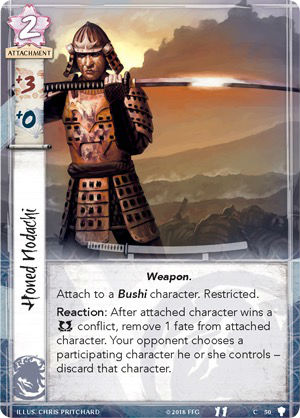 2
ATTACHMENT
+3
+0
Honed Nodachi
Weapon.
Attach to a Bushi character. Restricted.
Reaction: After attached character wins a
conflict, remove 1 fate from attached
character. Your opponent chooses a
participating character he or she controls –
discard that character.
ILLUS. CHRIS PRITCHARD
©2018 FFG
11
C 50